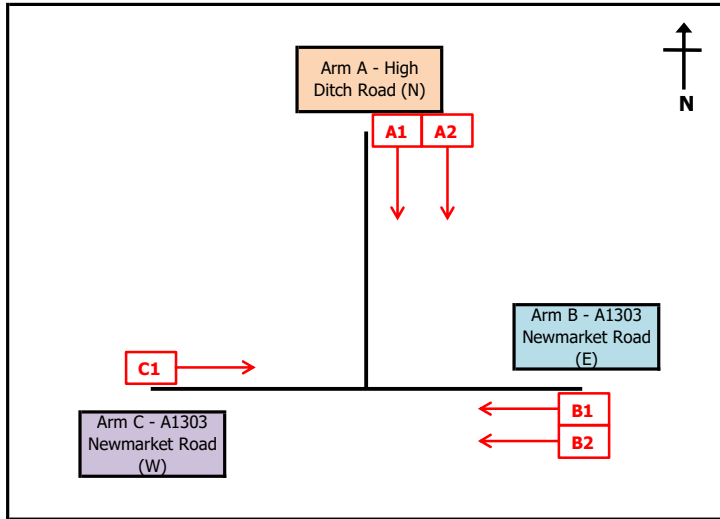 Arm A - High
Ditch Road (N)
N
A1 A2
Arm B - A1303
Newmarket Road
(E)
C1
B1
B2
Arm C - A1303
Newmarket Road
(W)